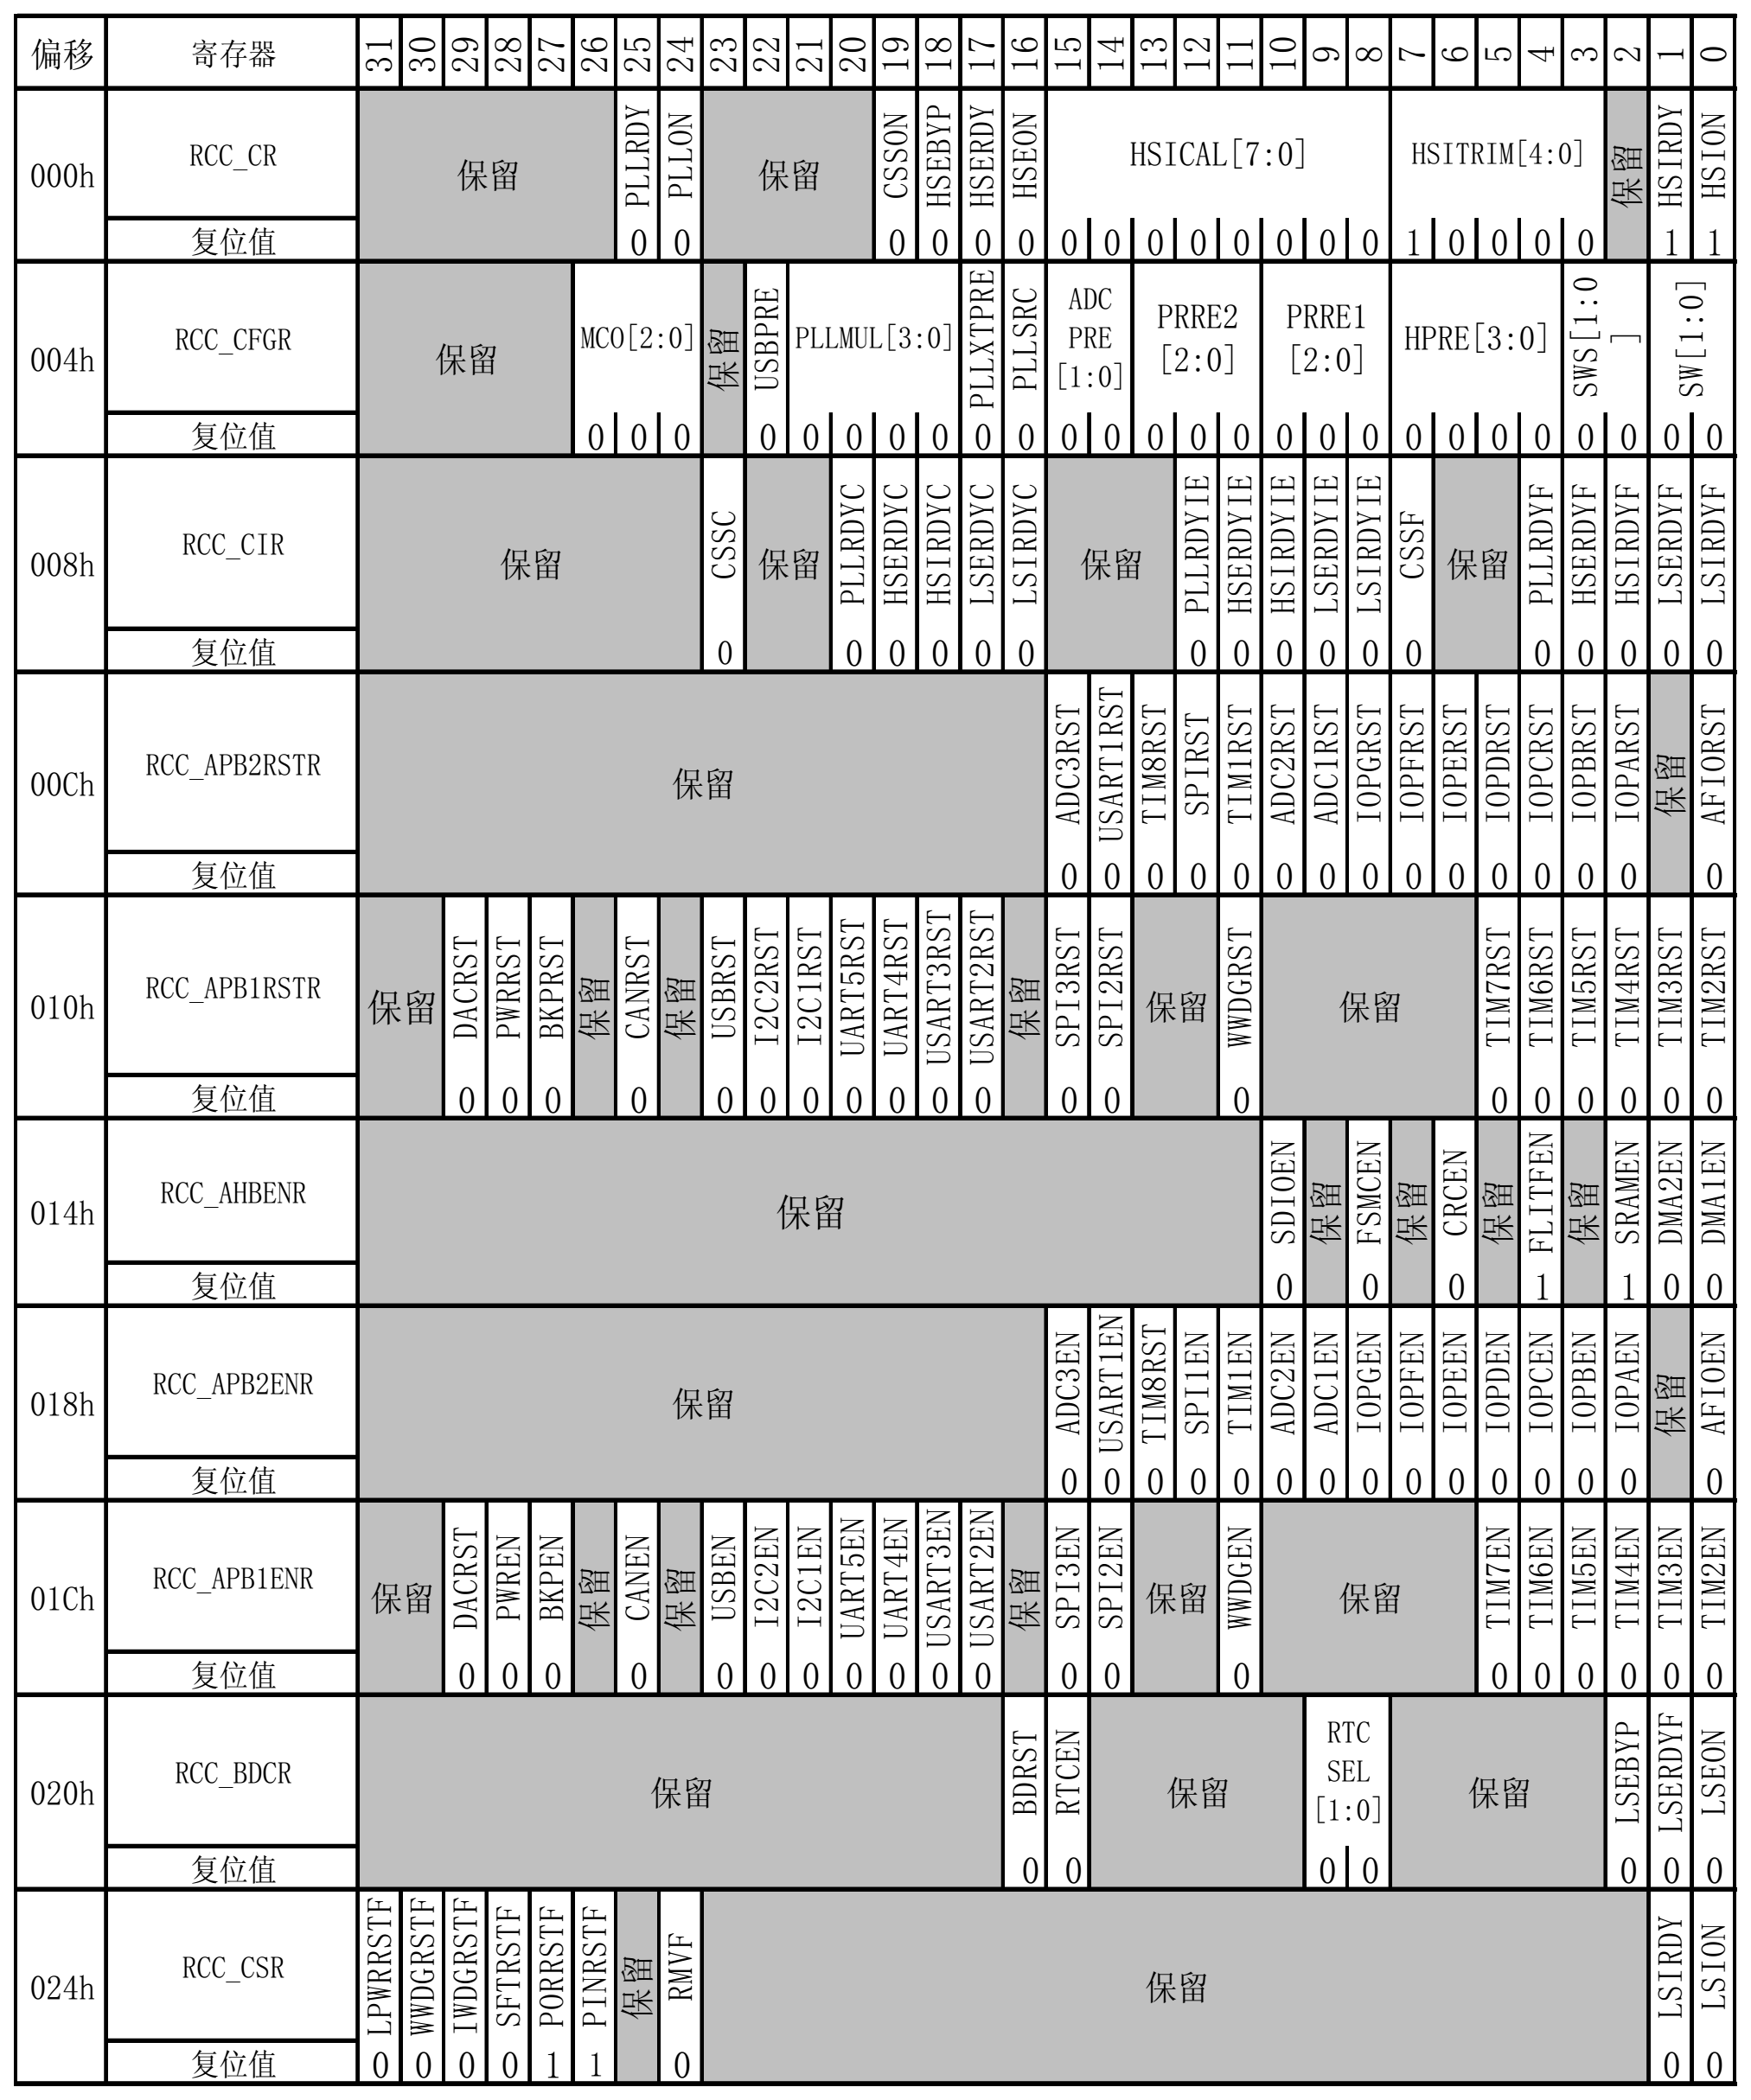 偏移 寄存器 31 30 29 28 27 26 25 24 23 22 21 20 19 18 17 16 15 14 13 12 11 10 9 8 7 6 5 4 3 2 1 0
000h RCC_CR 保留 PLLRDY PLLON 保留 CSSON HSEBYP HSERDY HSEON HSICAL[7:0] HSITRIM[4:0] 保留 HSIRDY HSION
复位值 0 0 0 0 0 0 0 0 0 0 0 0 0 0 1 0 0 0 0 1 1
004h RCC_CFGR 保留 MCO[2:0] 保留 USBPRE PLLMUL[3:0] PLLXTPRE PLLSRC ADC PRE [1:0] PRRE2 [2:0] PRRE1 [2:0] HPRE[3:0] SWS[1:0] SW[1:0]
复位值 0 0 0 0 0 0 0 0 0 0 0 0 0 0 0 0 0 0 0 0 0 0 0 0 0 0
008h RCC_CIR 保留 CSSC 保留 PLLRDYC HSERDYC HSIRDYC LSERDYC LSIRDYC 保留 PLLRDYIE HSERDYIE HSIRDYIE LSERDYIE LSIRDYIE CSSF 保留 PLLRDYF HSERDYF HSIRDYF LSERDYF LSIRDYF
复位值 0 0 0 0 0 0 0 0 0 0 0 0 0 0 0 0 0
00Ch RCC_APB2RSTR 保留 ADC3RST USART1RST TIM8RST SPIRST TIM1RST ADC2RST ADC1RST IOPGRST IOPFRST IOPERST IOPDRST IOPCRST IOPBRST IOPARST 保留 AFIORST
复位值 0 0 0 0 0 0 0 0 0 0 0 0 0 0 0
010h RCC_APB1RSTR 保留 DACRST PWRRST BKPRST 保留 CANRST 保留 USBRST I2C2RST I2C1RST UART5RST UART4RST USART3RST USART2RST 保留 SPI3RST SPI2RST 保留 WWDGRST 保留 TIM7RST TIM6RST TIM5RST TIM4RST TIM3RST TIM2RST
复位值 0 0 0 0 0 0 0 0 0 0 0 0 0 0 0 0 0 0 0 0
014h RCC_AHBENR 保留 SDIOEN 保留 FSMCEN 保留 CRCEN 保留 FLITFEN 保留 SRAMEN DMA2EN DMA1EN
复位值 0 0 0 1 1 0 0
018h RCC_APB2ENR 保留 ADC3EN USART1EN TIM8RST SPI1EN TIM1EN ADC2EN ADC1EN IOPGEN IOPFEN IOPEEN IOPDEN IOPCEN IOPBEN IOPAEN 保留 AFIOEN
复位值 0 0 0 0 0 0 0 0 0 0 0 0 0 0 0
01Ch RCC_APB1ENR 保留 DACRST PWREN BKPEN 保留 CANEN 保留 USBEN I2C2EN I2C1EN UART5EN UART4EN USART3EN USART2EN 保留 SPI3EN SPI2EN 保留 WWDGEN 保留 TIM7EN TIM6EN TIM5EN TIM4EN TIM3EN TIM2EN
复位值 0 0 0 0 0 0 0 0 0 0 0 0 0 0 0 0 0 0 0 0
020h RCC_BDCR 保留 BDRST RTCEN 保留 RTC SEL [1:0] 保留 LSEBYP LSERDYF LSEON
复位值 0 0 0 0 0 0 0
024h RCC_CSR LPWRRSTF WWDGRSTF IWDGRSTF SFTRSTF PORRSTF PINRSTF 保留 RMVF 保留 LSIRDY LSION
复位值 0 0 0 0 1 1 0 0 0